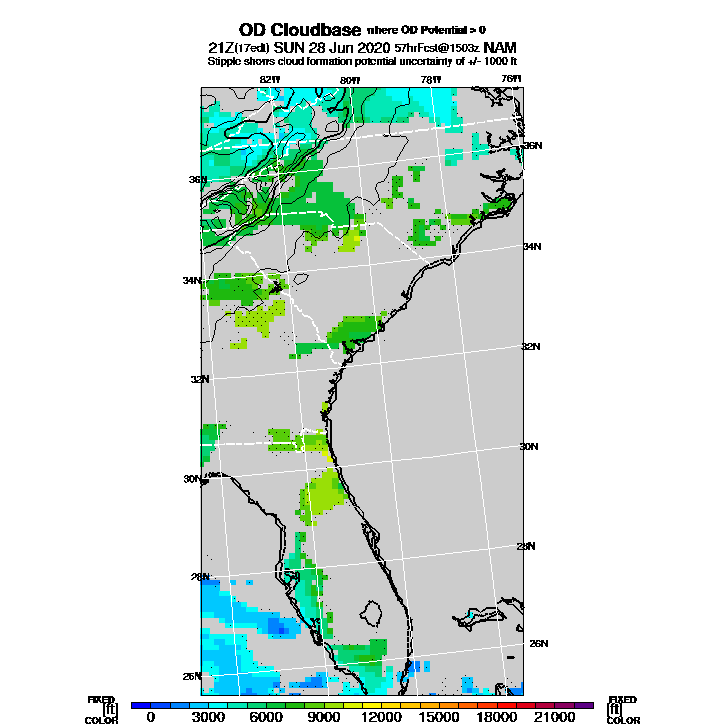 OD Cloudbase where OD Potential > 0
21Z(17edt) SUN 28 Jun 2020 57hrFcst@1503z NAM
Stipple shows cloud formation potential uncertainty of +/- 1000 ft
82W 80W 78W 76W
36N
36N
34N
34N
32N
32N
30N
30N
28N
28N
26N
26N
FIXED [ft] COLOR
0 3000 6000 9000 12000 15000 18000 21000
FIXED [ft] COLOR